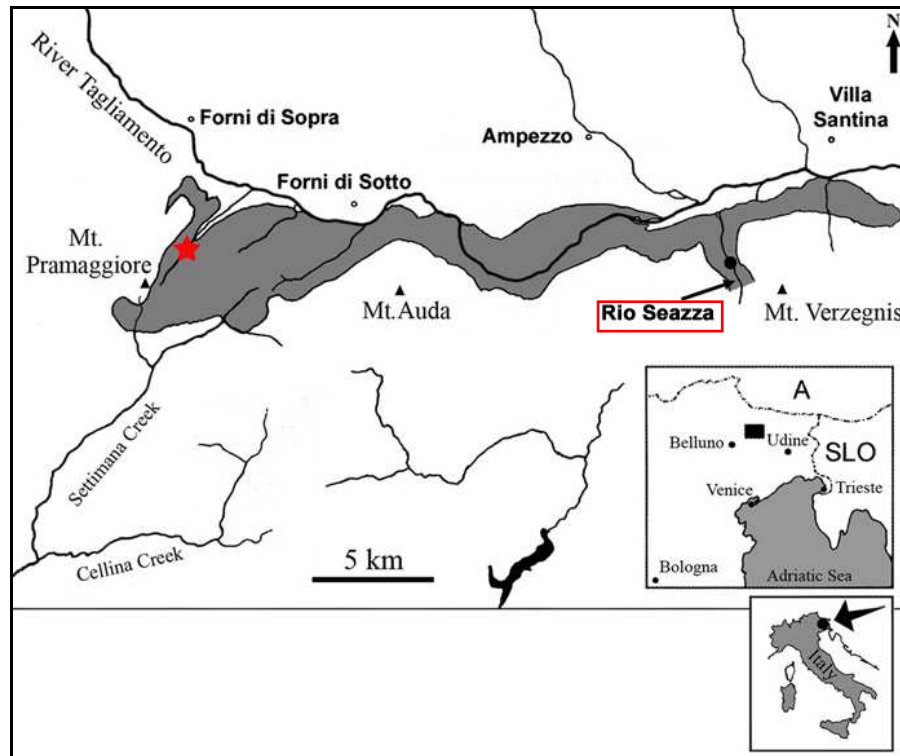 N
River Tagliamento
Forni di Sopra
Villa
Santina
Ampezzo
Forni di Sotto
Mt.
Pramaggiore
Mt.Auda
Rio Seazza
Mt. Verzegnis
Settimana Creek
Cellina Creek
5 km
A
Belluno
Udine
SLO
Venice
Trieste
Bologna
Adriatic Sea
Italy